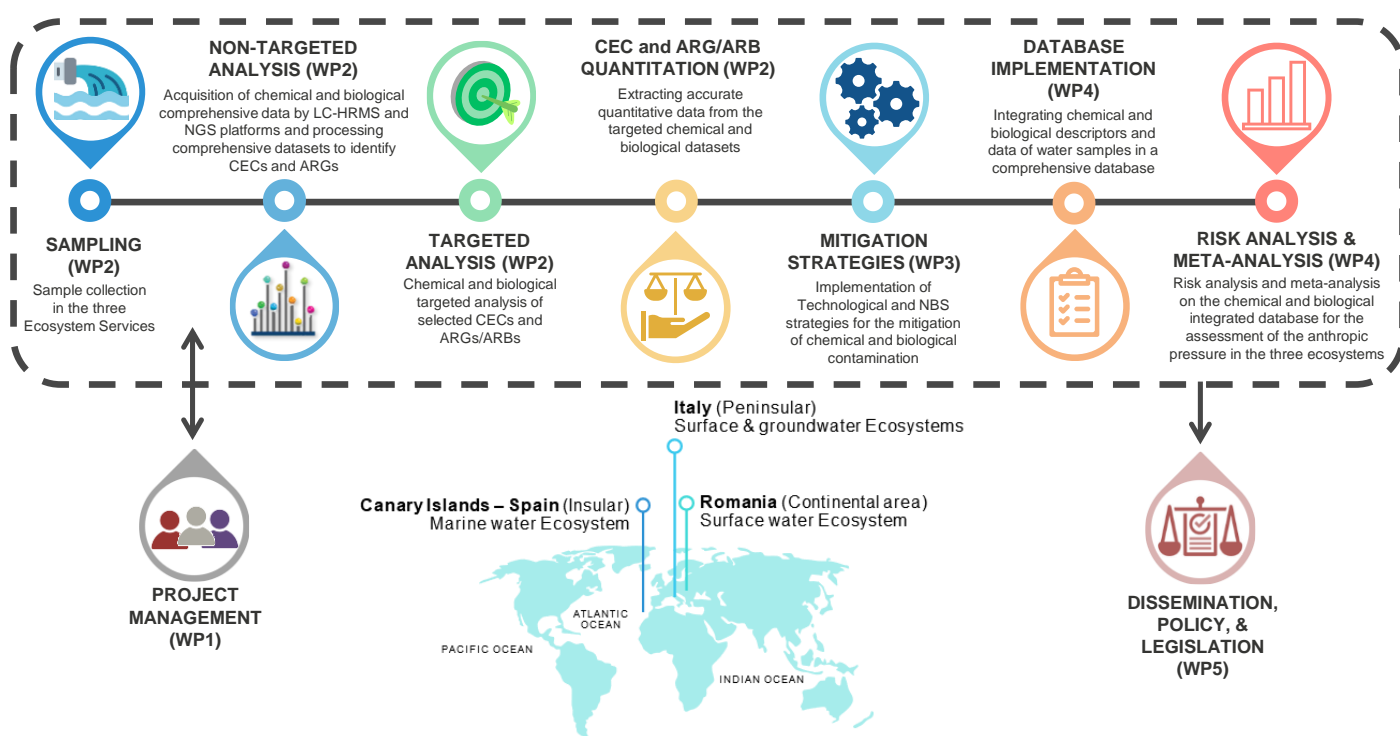 NON-TARGETED
ANALYSIS (WP2)
Acquisition of chemical and biological
comprehensive data by LC-HRMS and
NGS platforms and processing
comprehensive datasets to identify
CECs and ARGs
CEC and ARG/ARB
QUANTITATION (WP2)
Extracting accurate
quantitative data from the
targeted chemical and
biological datasets
DATABASE
IMPLEMENTATION
(WP4)
Integrating chemical and
biological descriptors and
data of water samples in a
comprehensive database
SAMPLING
(WP2)
Sample collection
in the three
Ecosystem Services
TARGETED
ANALYSIS (WP2)
Chemical and biological
targeted analysis of
selected CECs and
ARGs/ARBs
MITIGATION
STRATEGIES (WP3)
Implementation of
Technological and NBS
strategies for the mitigation
of chemical and biological
contamination
RISK ANALYSIS &
META-ANALYSIS (WP4)
Risk analysis and meta-analysis
on the chemical and biological
integrated database for the
assessment of the anthropic
pressure in the three ecosystems
Italy (Peninsular)
Surface & groundwater Ecosystems
Canary Islands – Spain (Insular)
Marine water Ecosystem
Romania (Continental area)
Surface water Ecosystem
PROJECT
MANAGEMENT
(WP1)
ATLANTIC
OCEAN
PACIFIC OCEAN
INDIAN OCEAN
DISSEMINATION,
POLICY, &
LEGISLATION
(WP5)